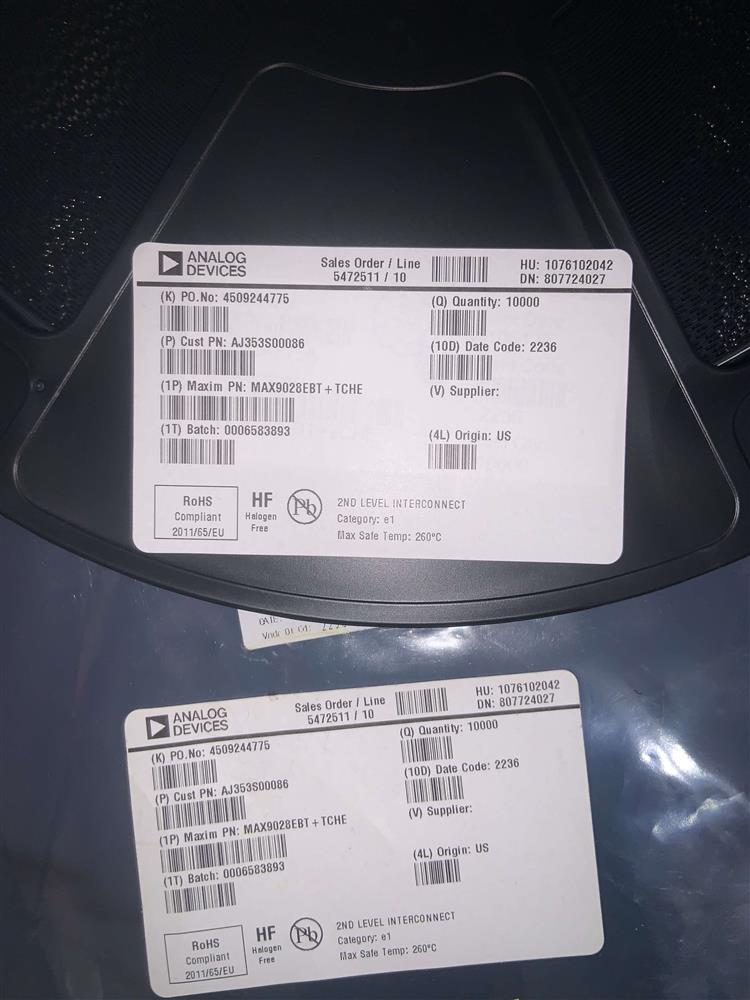 ANALOG
DEVICES
Sales Order / Line
5472511 / 10
HU: 1076102042
DN: 807724027
(K) PO.No: 4509244775
(Q) Quantity: 10000
(P) Cust PN: AJ353S00086
(10D) Date Code: 2236
(1P) Maxim PN: MAX9028EBT+TCHE
(V) Supplier:
(1T) Batch: 0006583893
(4L) Origin: US
RoHS
Compliant
2011/65/EU
HF
Halogen
Free
Pb
2ND LEVEL INTERCONNECT
Category: e1
Max Safe Temp: 260°C
ANALOG
DEVICES
Sales Order / Line
5472511 / 10
HU: 1076102042
DN: 807724027
(K) PO.No: 4509244775
(Q) Quantity: 10000
(P) Cust PN: AJ353S00086
(10D) Date Code: 2236
(1P) Maxim PN: MAX9028EBT+TCHE
(V) Supplier:
(1T) Batch: 0006583893
(4L) Origin: US
RoHS
Compliant
2011/65/EU
HF
Halogen
Free
Pb
2ND LEVEL INTERCONNECT
Category: e1
Max Safe Temp: 260°C